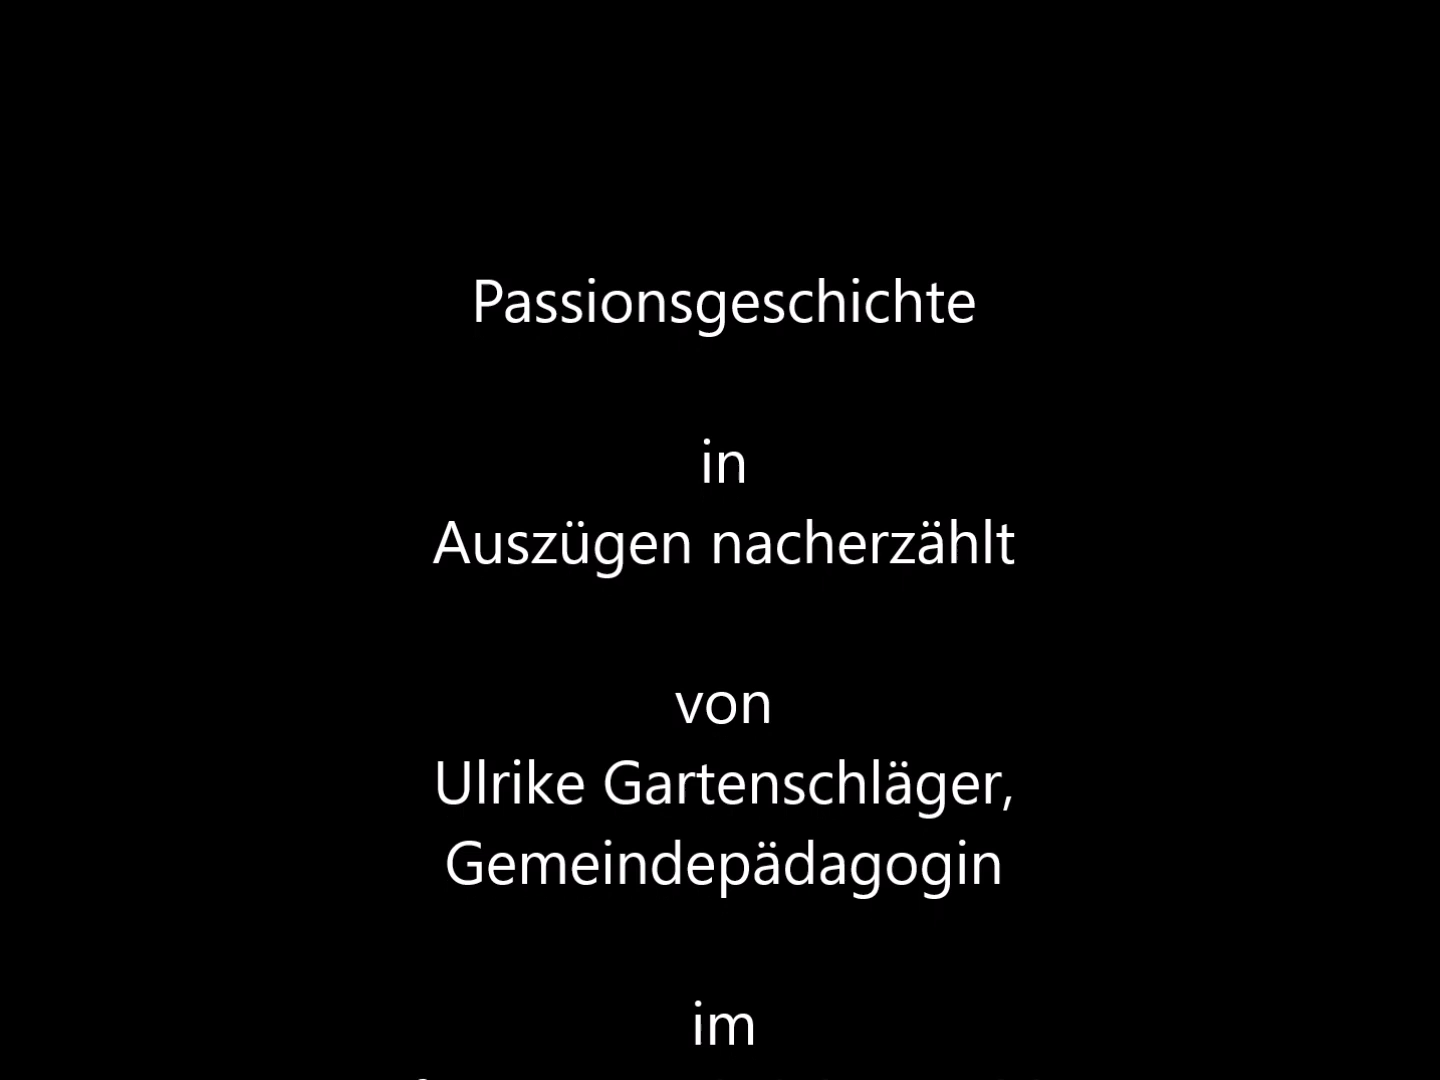 Passionsgeschichte
in
Auszügen nacherzählt
von
Ulrike Gartenschläger,
Gemeindepädagogin
im